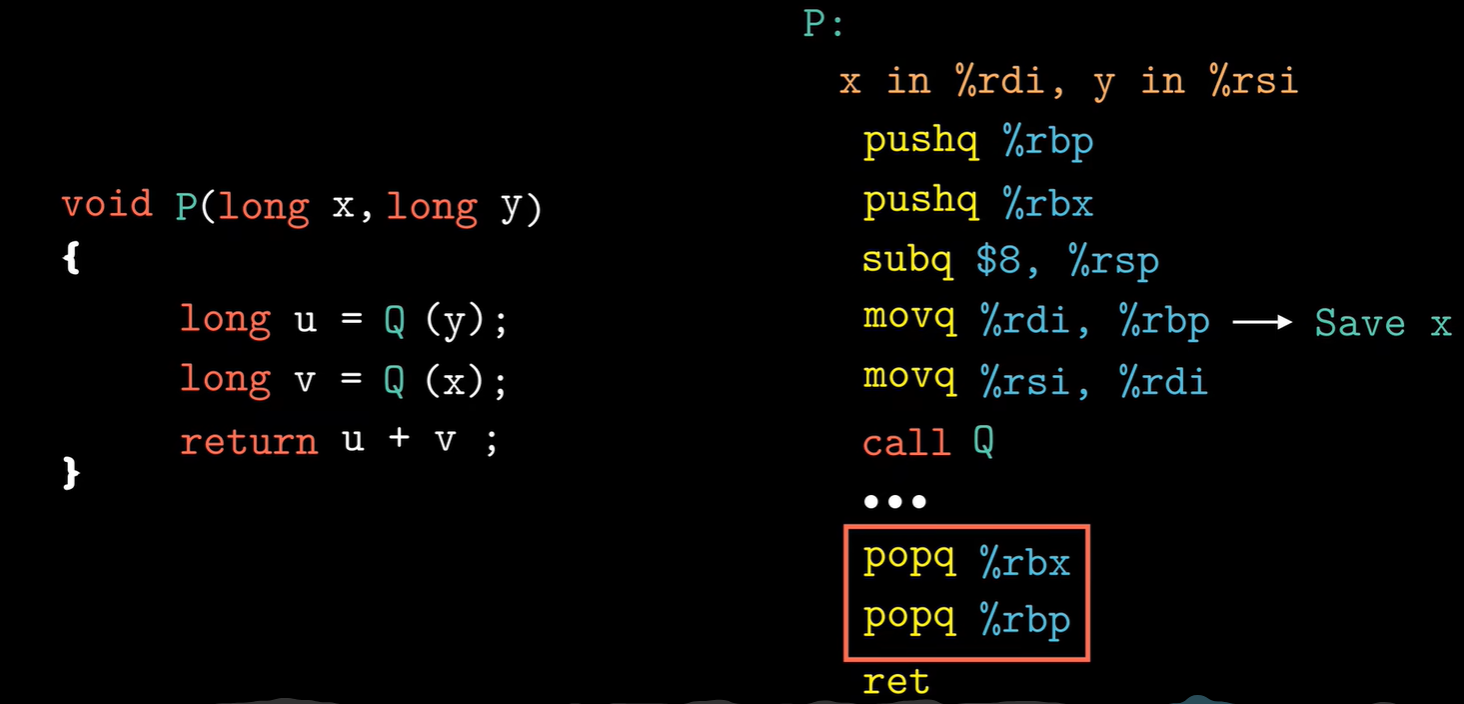 void P(long x, long y)
{
long u = Q (y);
long v = Q (x);
return u + v ;
}
P:
x in %rdi, y in %rsi
pushq %rbp
pushq %rbx
subq $8, %rsp
movq %rdi, %rbp → Save x
movq %rsi, %rdi
call Q
•••
popq %rbx
popq %rbp
ret